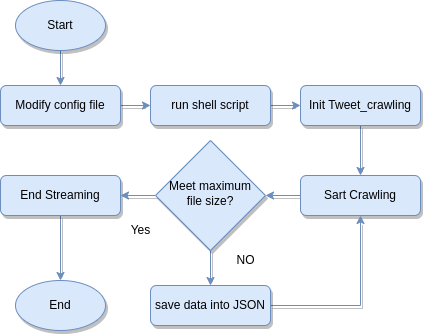 Start
Modify config file
run shell script
Init Tweet_crawling
Sart Crawling
Meet maximum
file size?
End Streaming
Yes
NO
save data into JSON
End